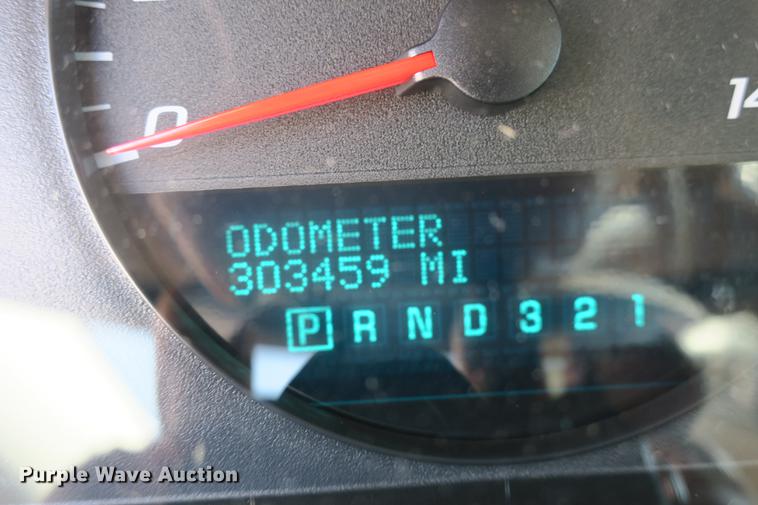 0
14
ODOMETER
303459 MI
P R N D 3 2 1
Purple Wave Auction